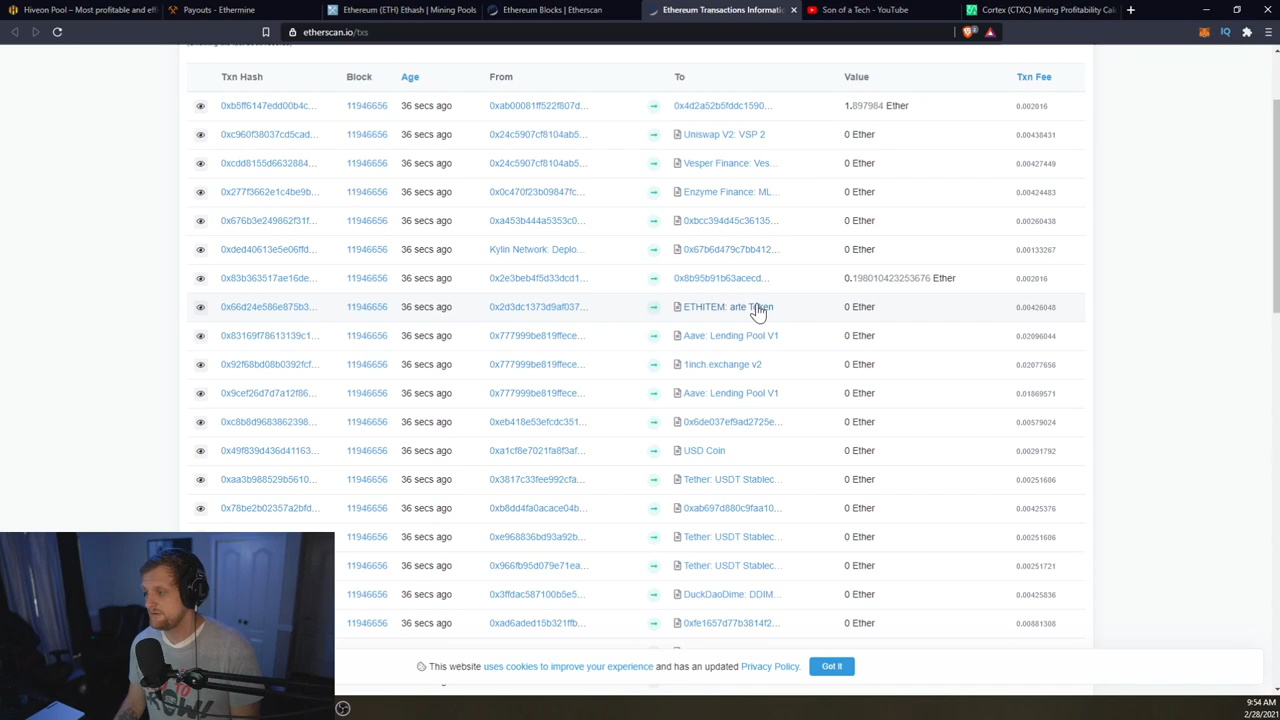 Hiveon Pool – Most profitable and eff
Payouts - Ethermine
Ethereum (ETH) Ethash | Mining Pools
Ethereum Blocks | Etherscan
Ethereum Transactions Informati
Son of a Tech - YouTube
Cortex (CTXC) Mining Profitability Calc
etherscan.io/txs
Txn Hash Block Age From To Value Txn Fee
0xb5ff6147edd00b4c... 11946656 36 secs ago 0xab00081ff522f807d... 0x4d2a52b5fddc1590... 1.897984 Ether 0.002016
0xc960f38037cd5cad... 11946656 36 secs ago 0x24c5907cf8104ab5... Uniswap V2: VSP 2 0 Ether 0.00438431
0xcdd8155d6632884... 11946656 36 secs ago 0x24c5907cf8104ab5... Vesper Finance: Ves... 0 Ether 0.00427449
0x277f3662e1c4be9b... 11946656 36 secs ago 0x0c470f23b09847fc... Enzyme Finance: ML... 0 Ether 0.00424483
0x676b3e249862f31f... 11946656 36 secs ago 0xa453b444a5353c0... 0xbcc394d45c36135... 0 Ether 0.00260438
0xded40613e5e06ffd... 11946656 36 secs ago Kylin Network: Deplo... 0x67b6d479c7bb412... 0 Ether 0.00133267
0x83b363517ae16de... 11946656 36 secs ago 0x2e3beb4f5d33dcd1... 0x8b95b91b63acecd... 0.198010423253676 Ether 0.002016
0x66d24e586e875b3... 11946656 36 secs ago 0x2d3dc1373d9af037... ETHITEM: arte Token 0 Ether 0.00426048
0x83169f78613139c1... 11946656 36 secs ago 0x777999be819ffece... Aave: Lending Pool V1 0 Ether 0.02096044
0x92f68bd08b0392fcf... 11946656 36 secs ago 0x777999be819ffece... 1inch.exchange v2 0 Ether 0.02077656
0x9cef26d7d7a12f86... 11946656 36 secs ago 0x777999be819ffece... Aave: Lending Pool V1 0 Ether 0.01869571
0xc8b8d9683862398... 11946656 36 secs ago 0xeb418e53efcdc351... 0x6de037ef9ad2725e... 0 Ether 0.00579024
0x49f839d436d41163... 11946656 36 secs ago 0xa1cf8e7021fa8f3af... USD Coin 0 Ether 0.00291792
0xaa3b988529b5610... 11946656 36 secs ago 0x3817c33fee992cfa... Tether: USDT Stablec... 0 Ether 0.00251606
0x78be2b02357a2bfd... 11946656 36 secs ago 0xb8dd4fa0acace04b... 0xab697d880c9faa10... 0 Ether 0.00425376
11946656 36 secs ago 0xe968836bd93a92b... Tether: USDT Stablec... 0 Ether 0.00251606
11946656 36 secs ago 0x966fb95d079e71ea... Tether: USDT Stablec... 0 Ether 0.00251721
11946656 36 secs ago 0x3ffdac587100b5e5... DuckDaoDime: DDIM... 0 Ether 0.00425836
11946656 36 secs ago 0xad6aded15b321ffb... 0xfe1657d77b3814f2... 0 Ether 0.00881308
This website uses cookies to improve your experience and has an updated Privacy Policy. Got it
9:54 AM
2/28/2021